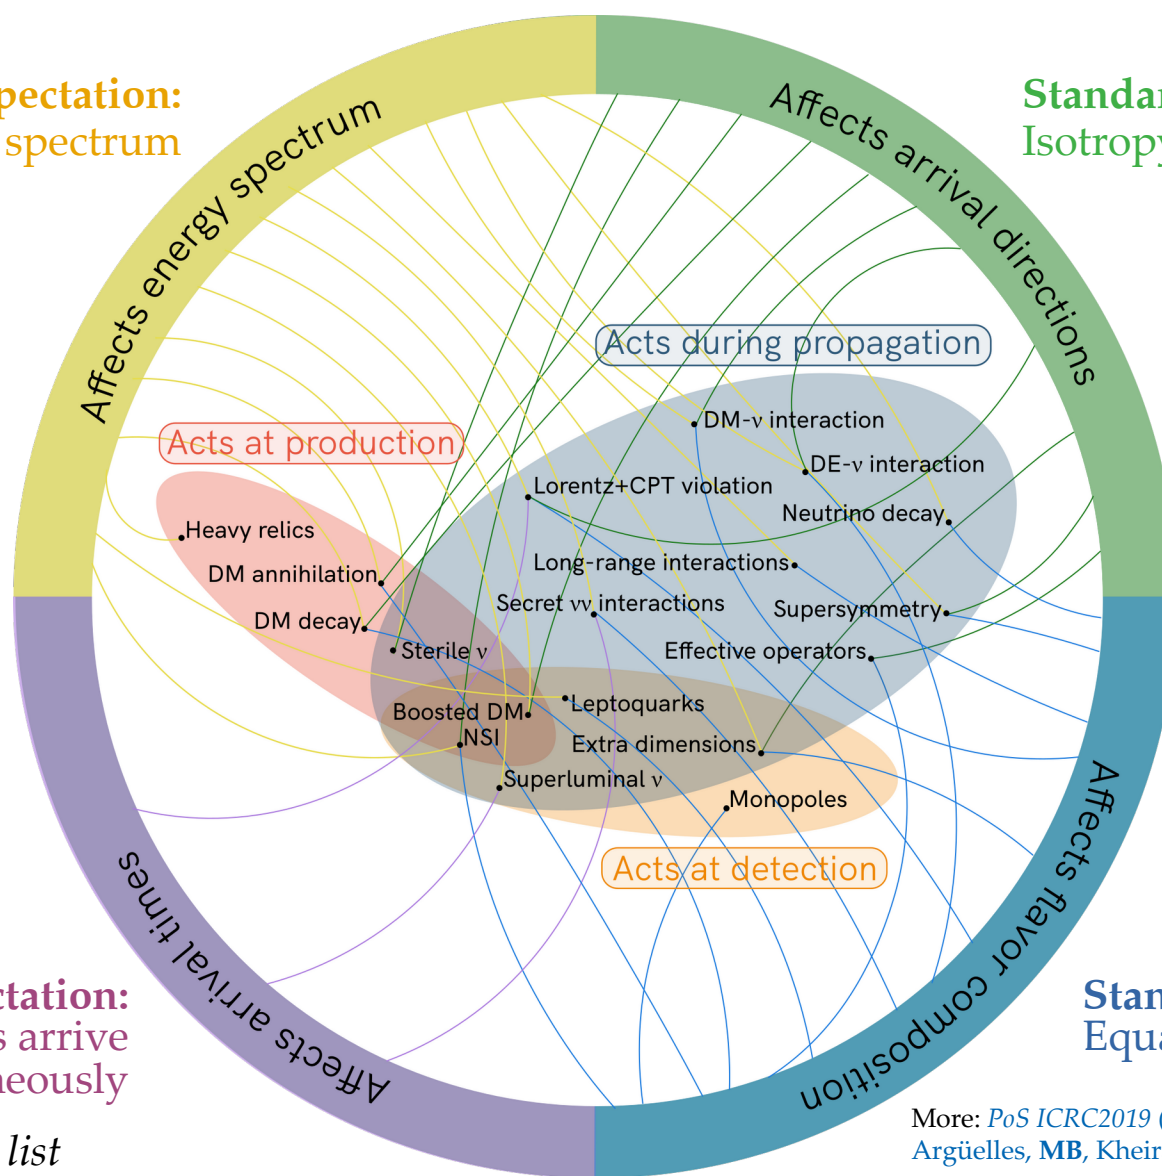 pectation:
spectrum
Standar
Isotropy
Affects energy spectrum
Affects arrival directions
Acts during propagation
Acts at production
DM-ν interaction
DE-ν interaction
Lorentz+CPT violation
Neutrino decay
Heavy relics
Long-range interactions
DM annihilation
Secret νν interactions
Supersymmetry
DM decay
Sterile ν
Effective operators
Leptoquarks
Boosted DM
NSI
Extra dimensions
Superluminal ν
Monopoles
Acts at detection
Affects arrival times
Affects flavor composition
ctation:
s arrive
neously
list
Stan
Equa
More: PoS ICRC2019 (
Argüelles, MB, Kheir